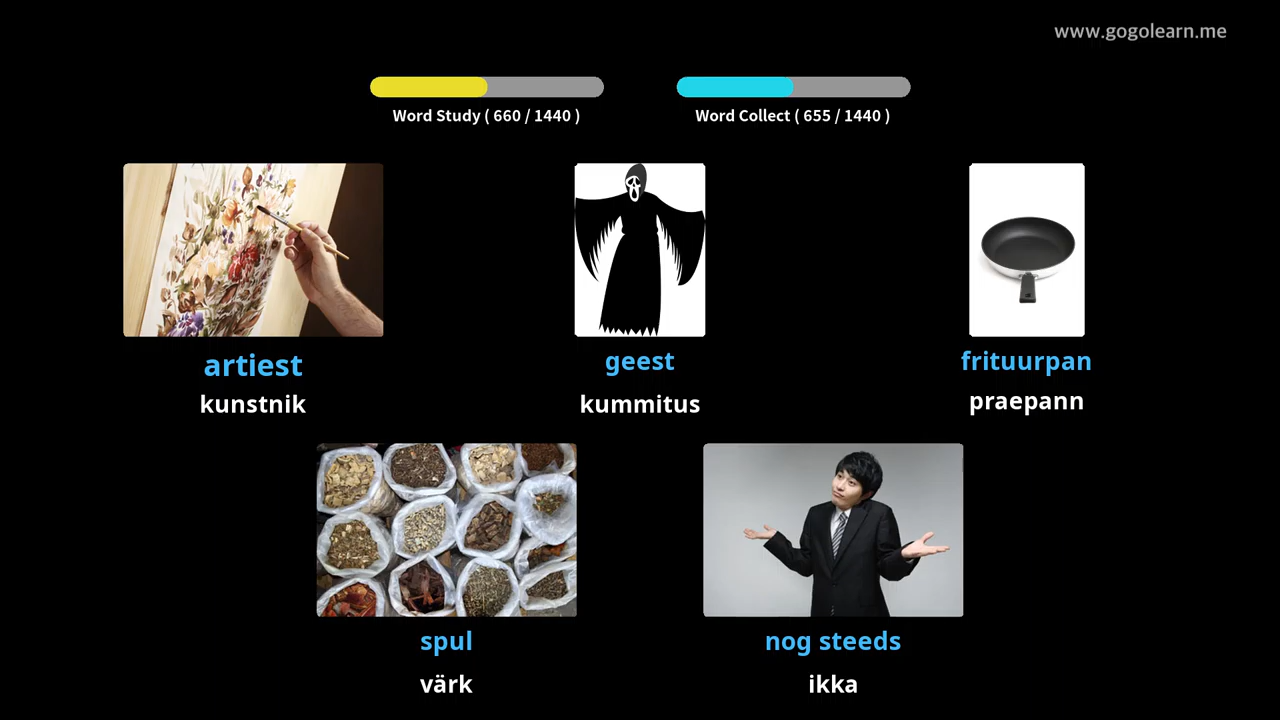 www.gogolearn.me
Word Study ( 660 / 1440 )
Word Collect ( 655 / 1440 )
artiest
kunstnik
geest
kummitus
frituurpan
praepann
spul
värk
nog steeds
ikka